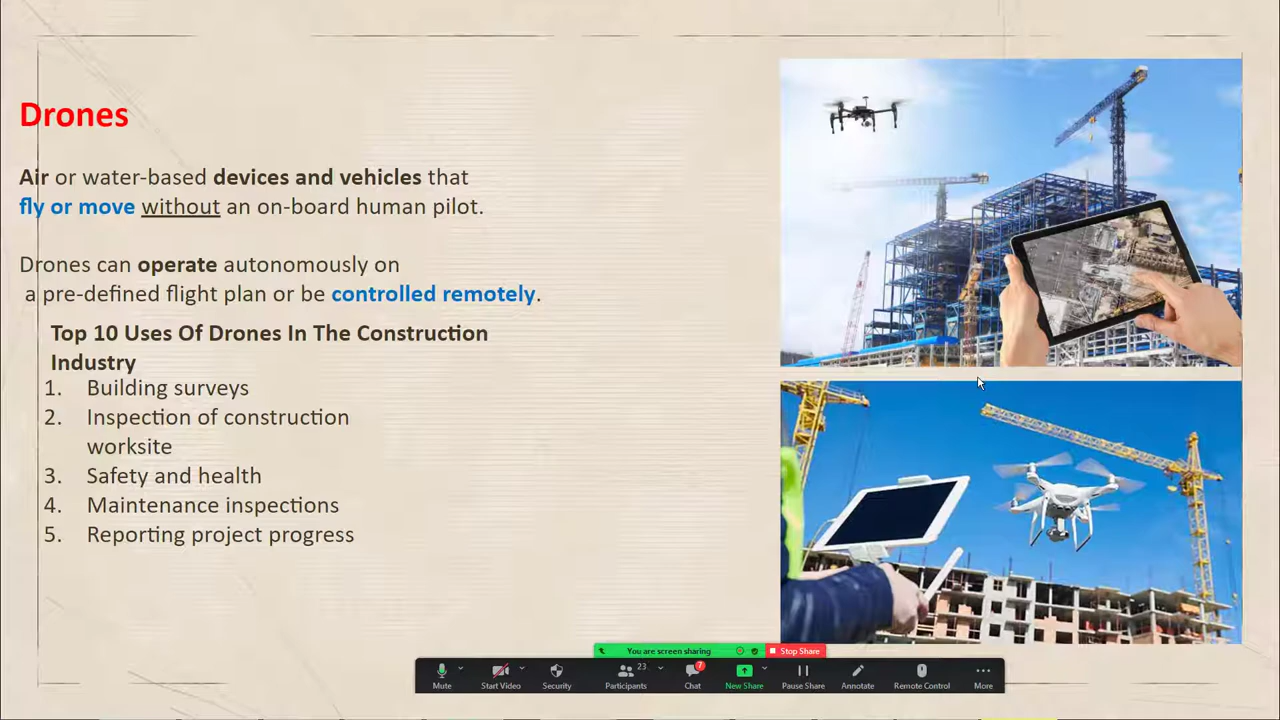 Drones
Air or water-based devices and vehicles that
fly or move without an on-board human pilot.
Drones can operate autonomously on
a pre-defined flight plan or be controlled remotely.
Top 10 Uses Of Drones In The Construction
Industry
1. Building surveys
2. Inspection of construction
worksite
3. Safety and health
4. Maintenance inspections
5. Reporting project progress
You are screen sharing
Stop Share
Mute
Start Video
Security
Participants
23
Chat
7
New Share
Pause Share
Annotate
Remote Control
More